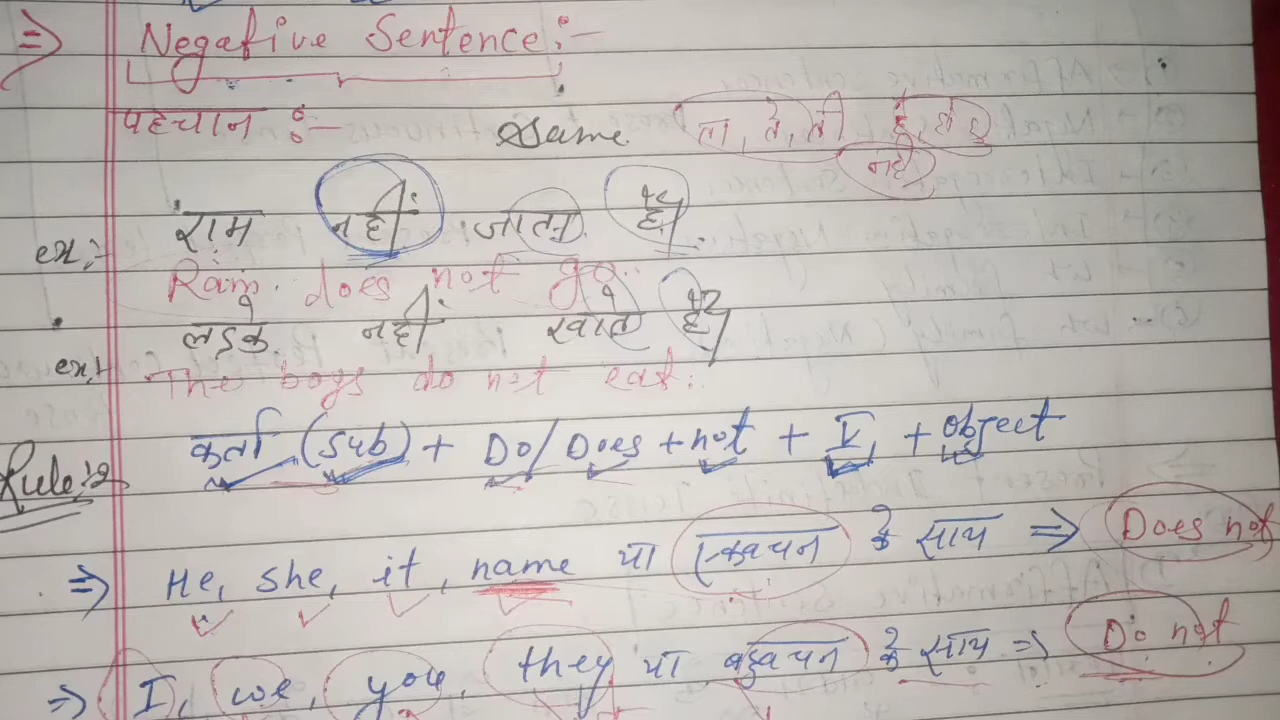 ⇒ Negative Sentence:-
पहचान :- Same ता, ते, ती है, हैं हूँ
नहीं
ex:- राम नहीं जाता है।
Ram does not go.
लड़के नहीं खाते हैं
ex:- The boys do not eat.
Rule:2 कर्ता (Sub) + Do/Does + not + V₁ + Object
⇒ He, she, it, name या एकवचन के साथ ⇒ Does not
⇒ I, we, you, they या बहुवचन के साथ ⇒ Do not